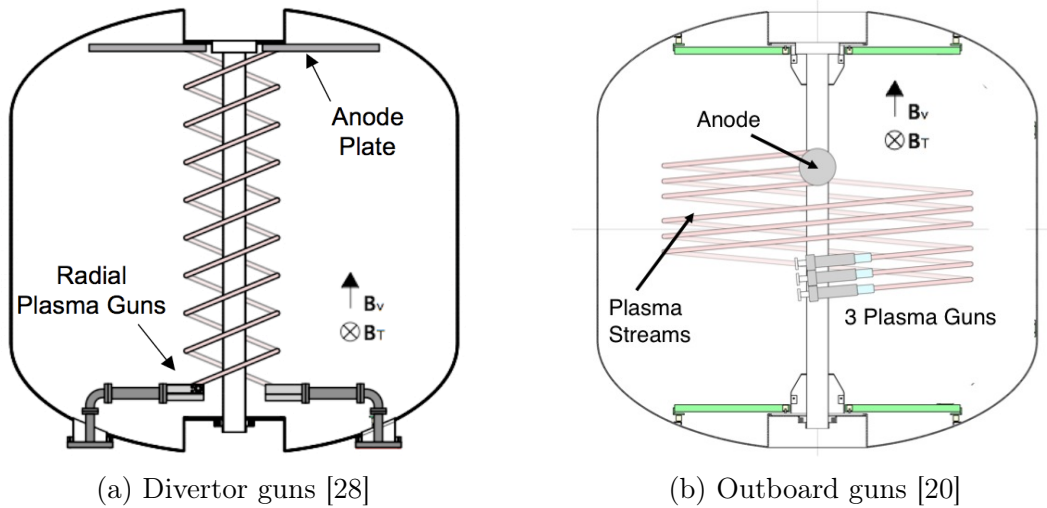 Anode
Plate
Radial
Plasma Guns
Bv
BT
(a) Divertor guns [28]
Anode
Bv
BT
Plasma
Streams
3 Plasma Guns
(b) Outboard guns [20]